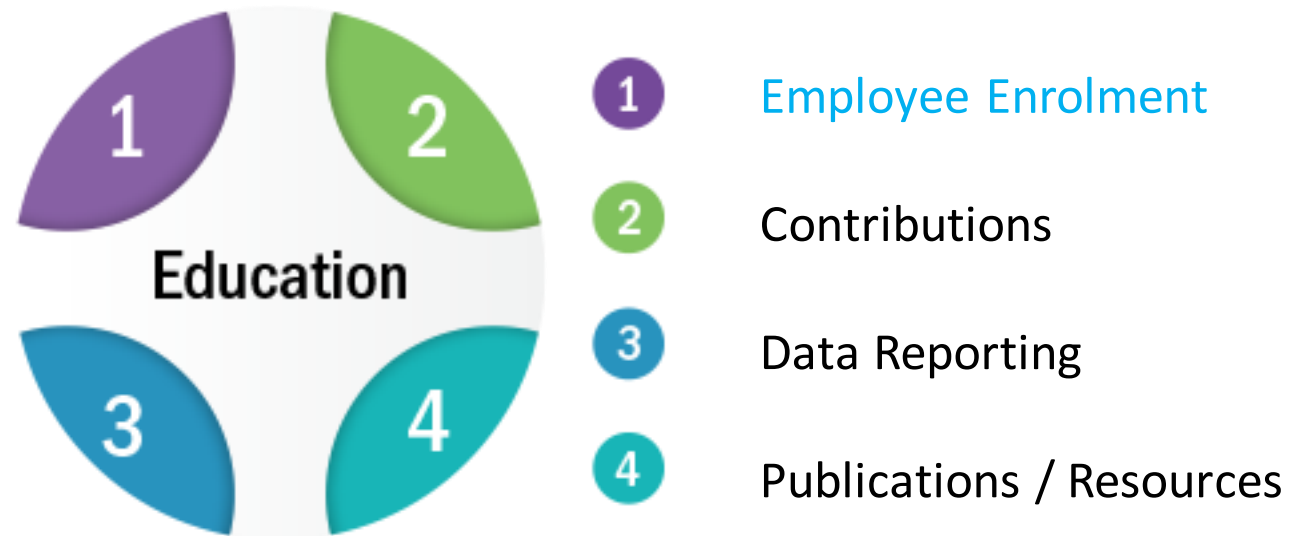 1
2
Education
3
4
1 Employee Enrolment
2 Contributions
3 Data Reporting
4 Publications / Resources